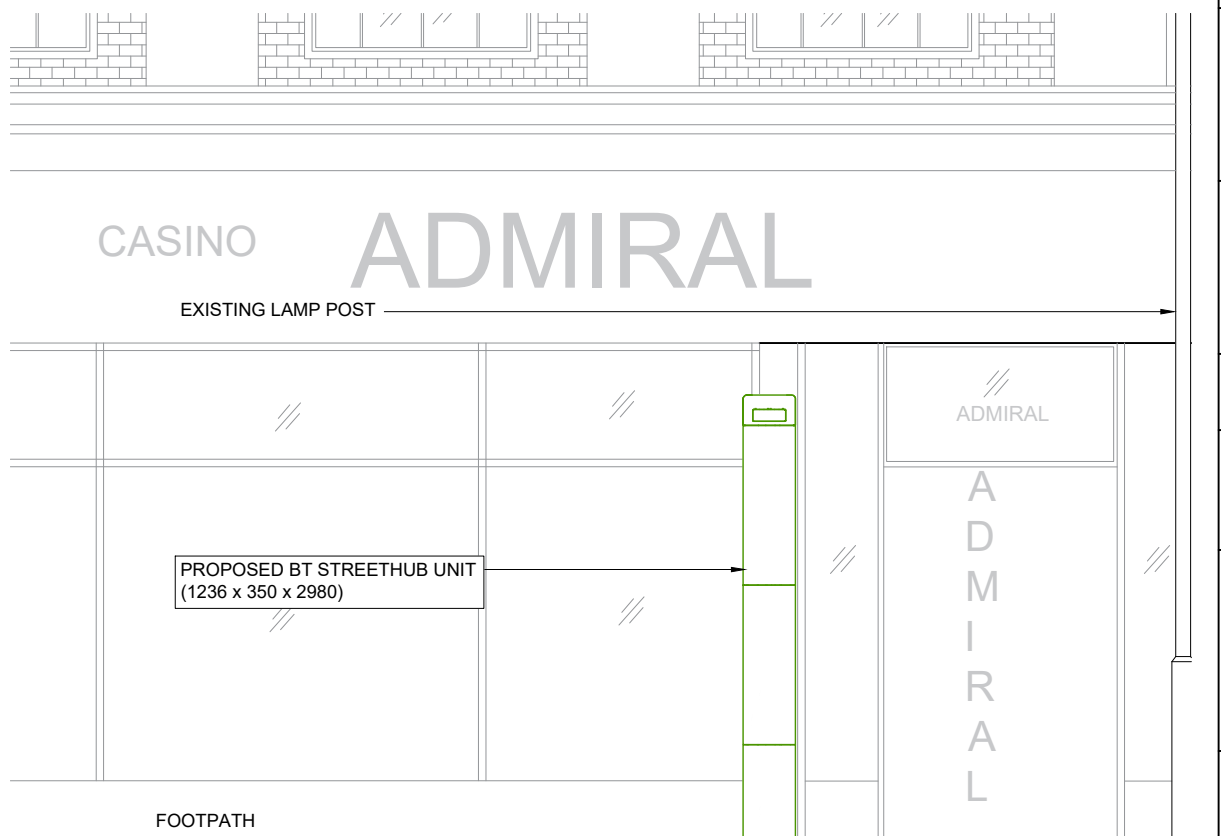 CASINO
ADMIRAL
EXISTING LAMP POST
ADMIRAL
PROPOSED BT STREETHUB UNIT
(1236 x 350 x 2980)
A
D
M
I
R
A
L
FOOTPATH